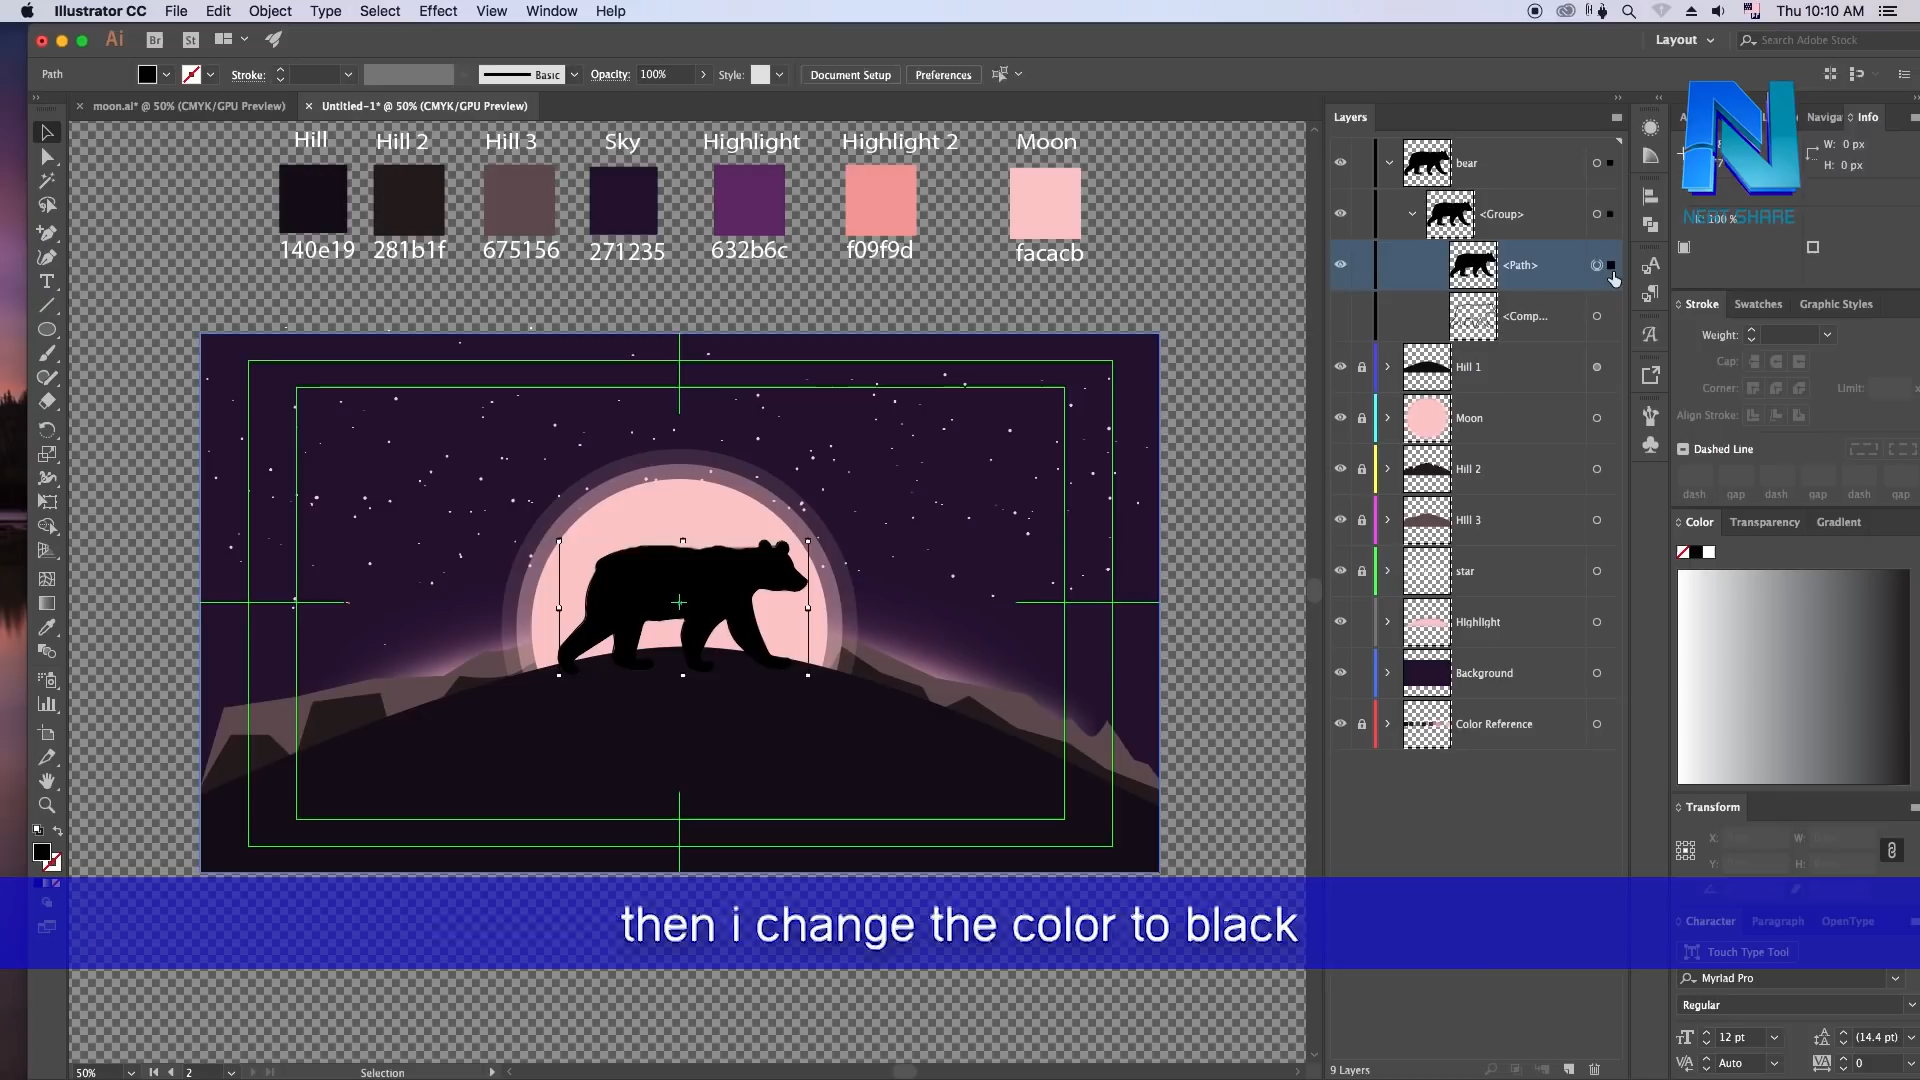 Illustrator CC File Edit Object Type Select Effect View Window Help Thu 10:10 AM
Ai Br St Layout Search Adobe Stock
Path Stroke: Basic Opacity: 100% Style: Document Setup Preferences
moon.ai* @ 50% (CMYK/GPU Preview) Untitled-1* @ 50% (CMYK/GPU Preview)
Hill Hill 2 Hill 3 Sky Highlight Highlight 2 Moon
140e19 281b1f 675156 271235 632b6c f09f9d facacb
Layers
bear
<Group>
<Path>
<Comp...
Hill 1
Moon
Hill 2
Hill 3
star
Highlight
Background
Color Reference
9 Layers
Naviga Info
W: 0 px
H: 0 px
NEXT SHARE
K: 100 %
Stroke Swatches Graphic Styles
Weight:
Cap:
Corner: Limit:
Align Stroke:
Dashed Line
dash gap dash gap dash gap
Color Transparency Gradient
Transform
X: W:
Y: H:
then i change the color to black
Character Paragraph OpenType
Touch Type Tool
Myriad Pro
Regular
12 pt (14.4 pt)
Auto 0
50% 2 Selection